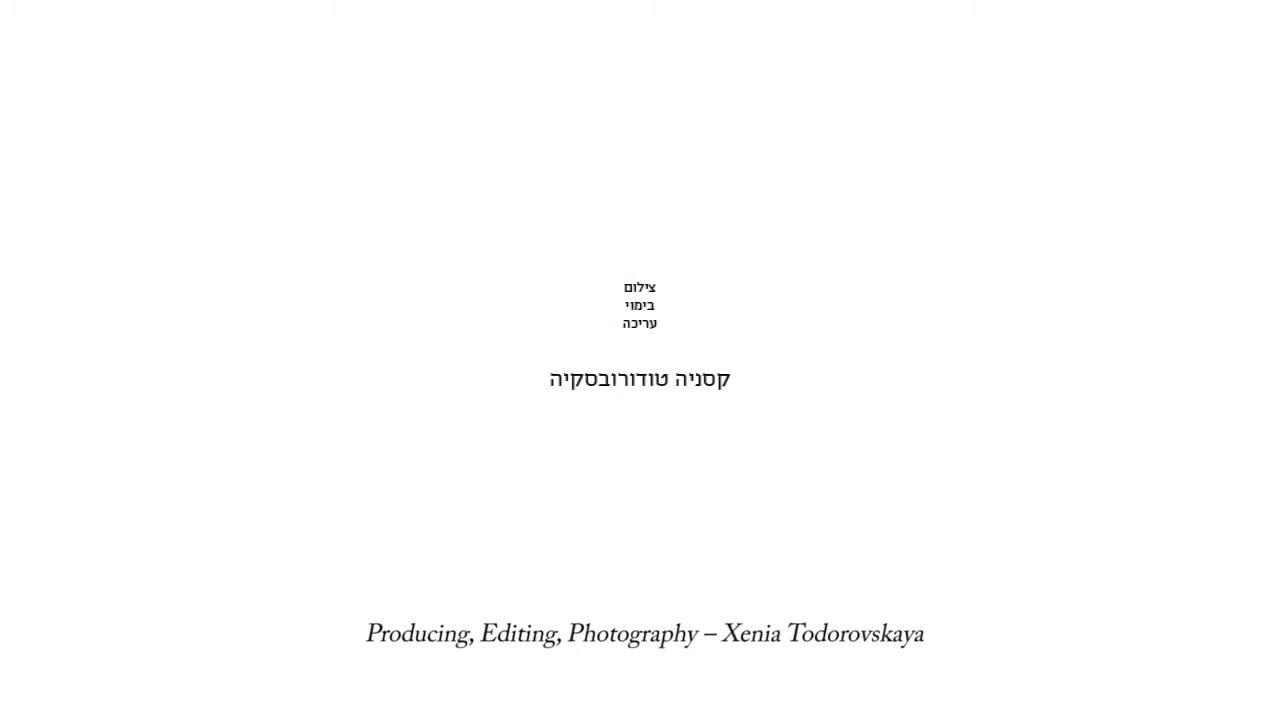 צילום
בימוי
עריכה
קסניה טודורובסקיה
Producing, Editing, Photography – Xenia Todorovskaya